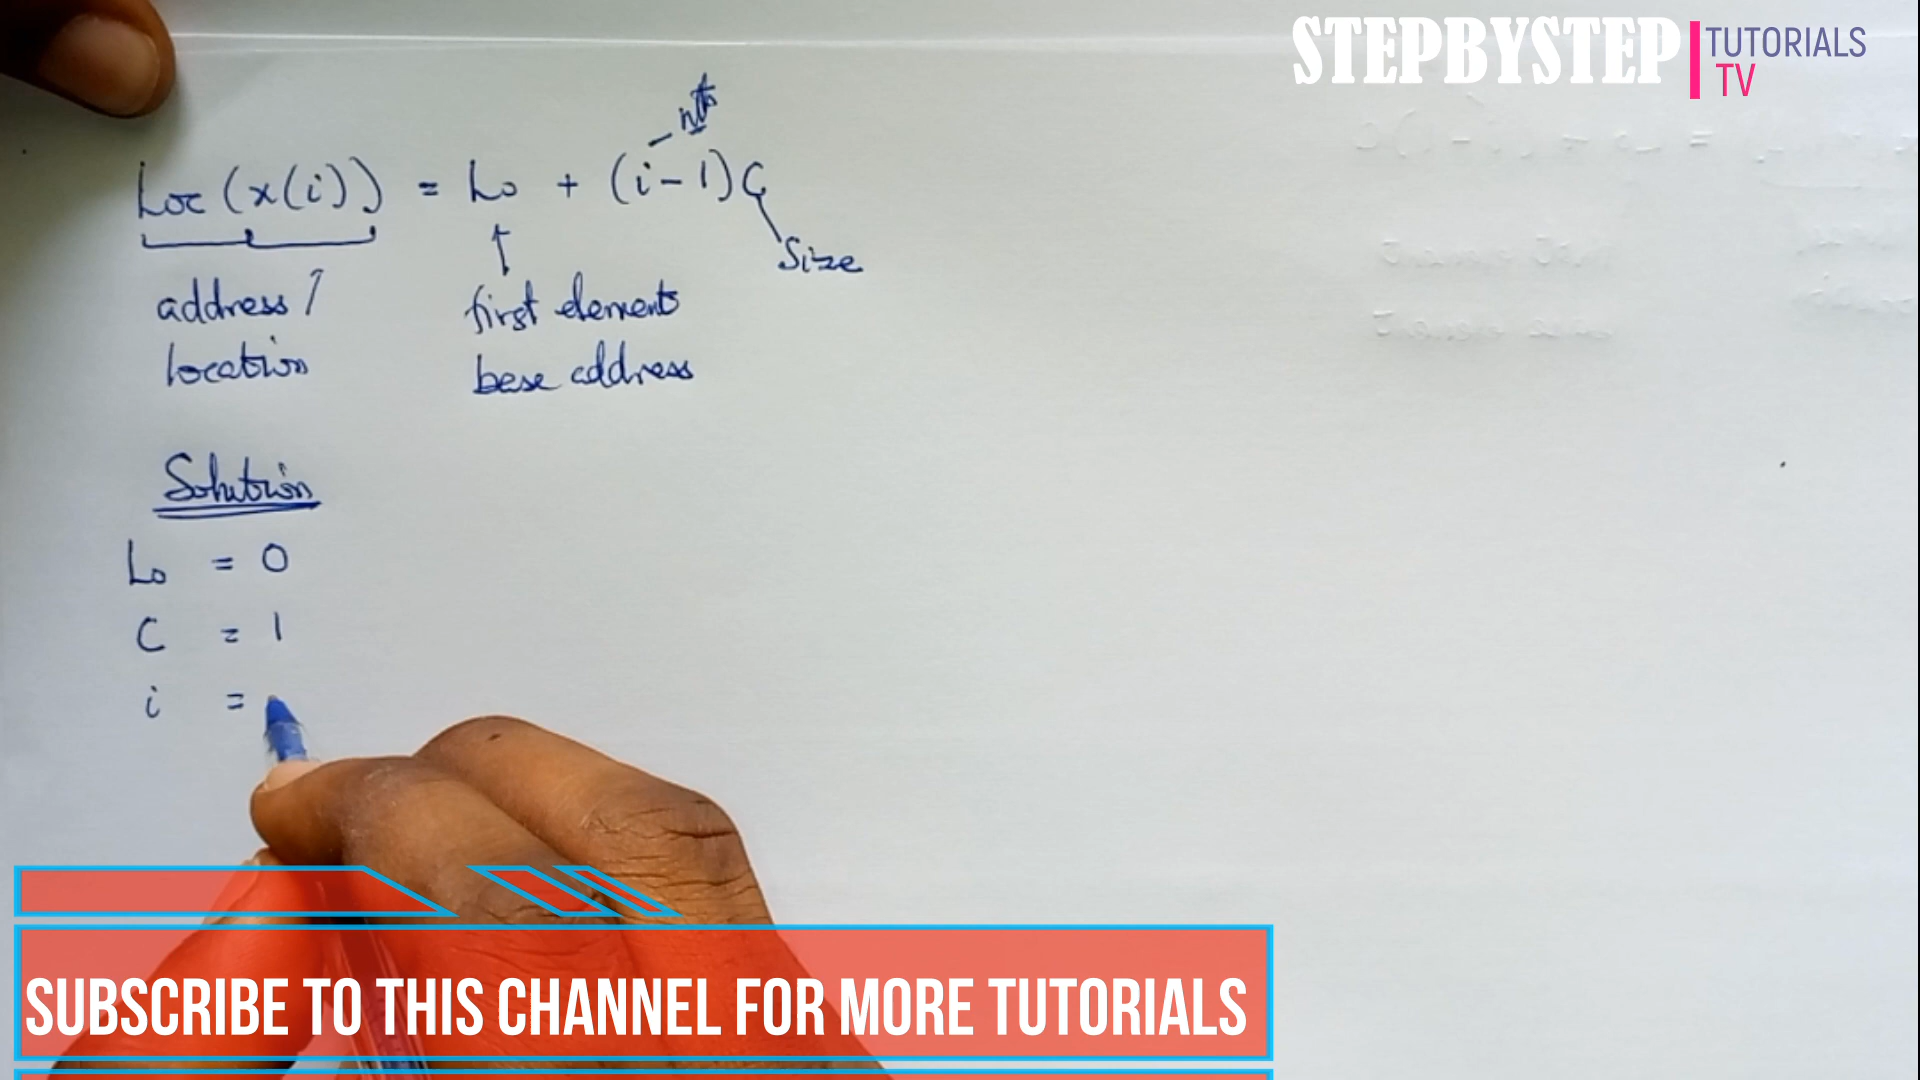 STEPBYSTEP TUTORIALS TV
nth
Loc (x(i)) = Lo + (i-1)C
Size
address / first element
location base address
Solution
Lo = 0
C = 1
i =
SUBSCRIBE TO THIS CHANNEL FOR MORE TUTORIALS